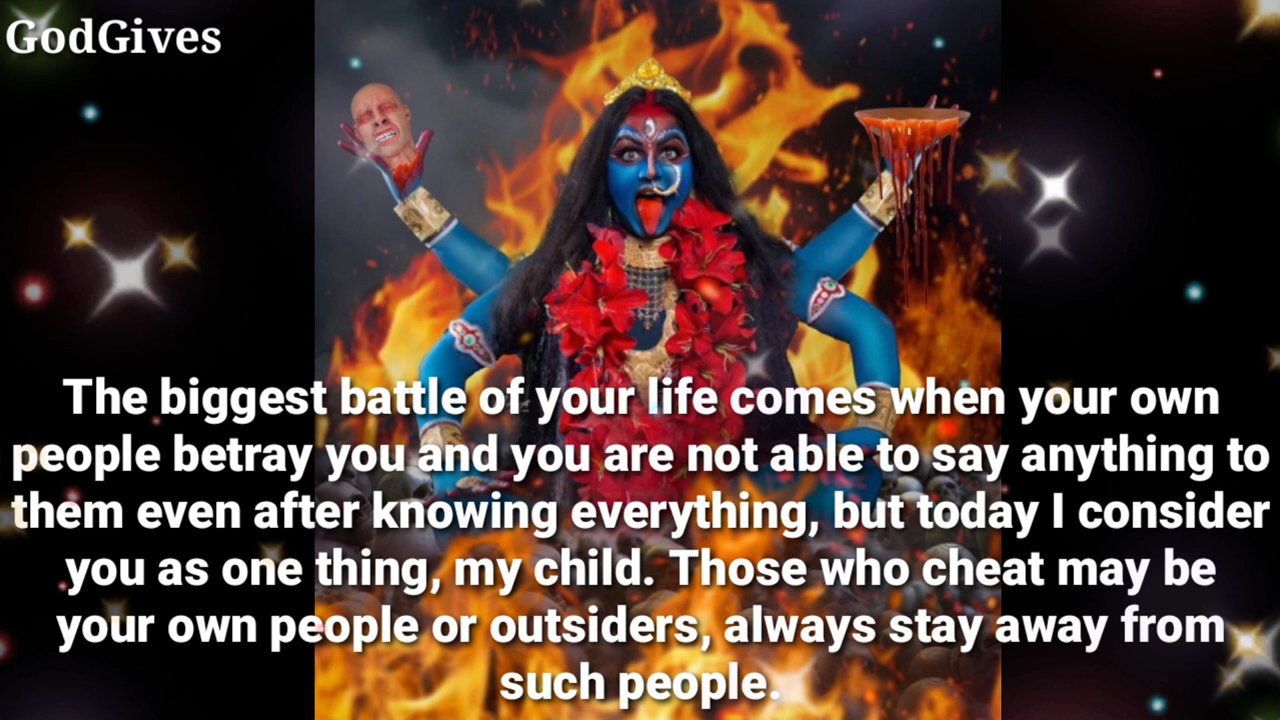 GodGives
The biggest battle of your life comes when your own
people betray you and you are not able to say anything to
them even after knowing everything, but today I consider
you as one thing, my child. Those who cheat may be
your own people or outsiders, always stay away from
such people.